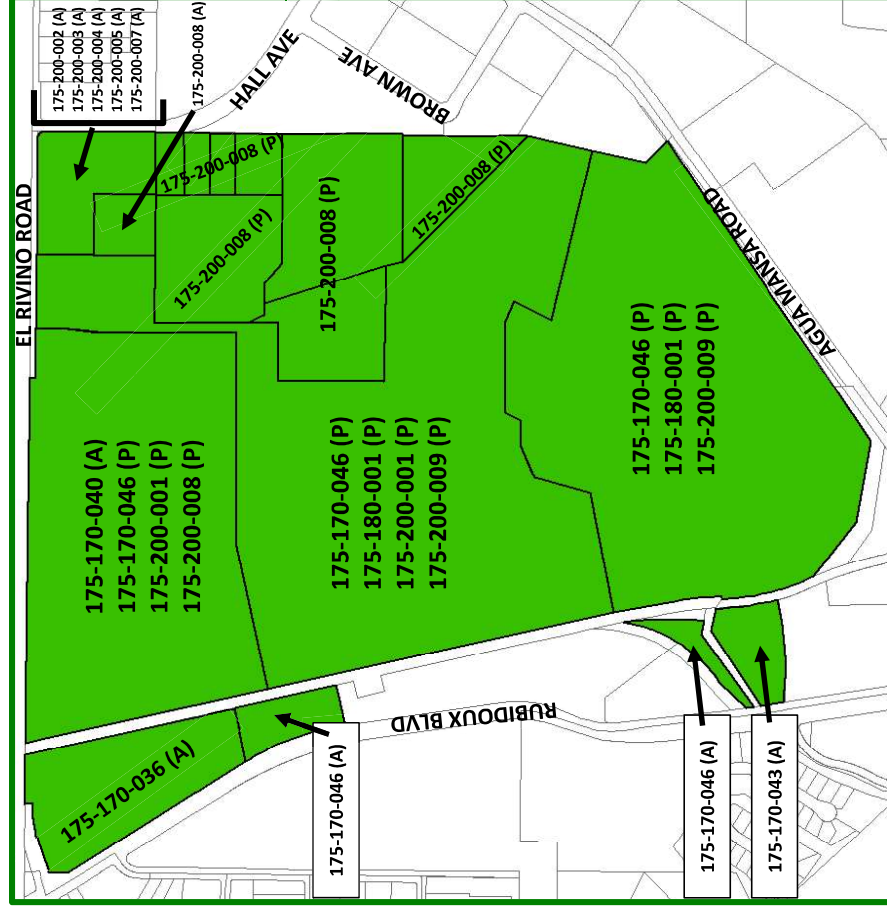 175-200-002 (A)
175-200-003 (A)
175-200-004 (A)
175-200-005 (A)
175-200-007 (A)
175-200-008 (A)
HALL AVE
BROWN AVE
EL RIVINO ROAD
175-200-008 (P)
175-200-008 (P)
175-200-008 (P)
175-200-008 (P)
AGUA MANSA ROAD
175-170-040 (A)
175-170-046 (P)
175-200-001 (P)
175-200-008 (P)
175-170-046 (P)
175-180-001 (P)
175-200-001 (P)
175-200-009 (P)
175-170-046 (P)
175-180-001 (P)
175-200-009 (P)
175-170-036 (A)
RUBIDOUX BLVD
175-170-046 (A)
175-170-046 (A)
175-170-043 (A)